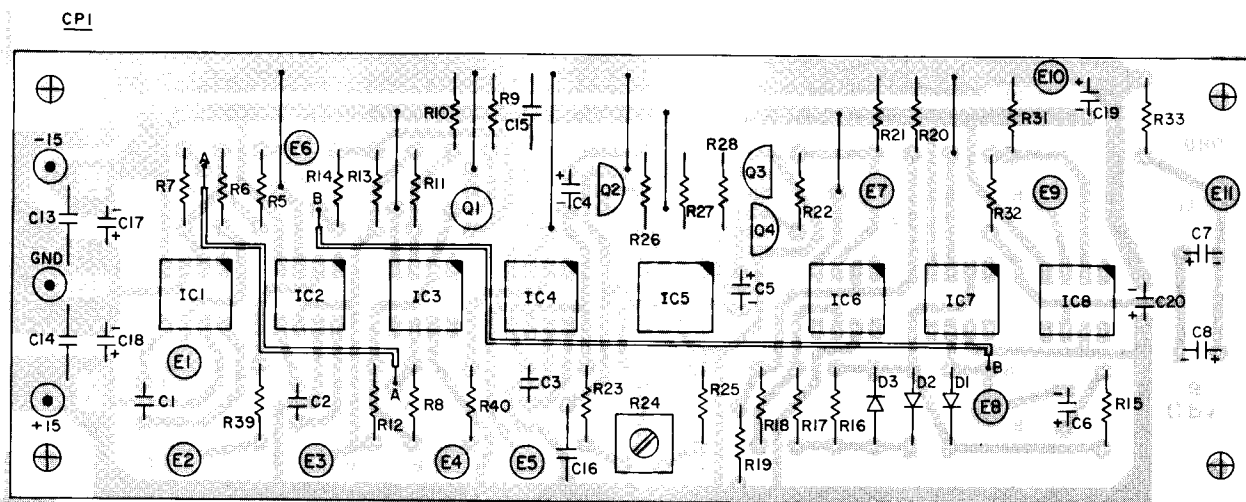 CP1
E10
R10
R9
C15
R21
R20
R31
C19
R33
-15
A
E6
R14
R13
R28
R7
R6
R5
B
R11
Q1
C4
Q2
R27
Q3
Q4
R22
E7
R32
E9
E11
C13
C17
R26
GND
C7
IC1
IC2
IC3
IC4
IC5
C5
IC6
IC7
IC8
C20
C14
C18
C8
E1
B
C1
R39
C2
R12
A
R8
R40
C3
R23
R24
R25
R18
R17
R16
D3
D2
D1
E8
C6
R15
+15
E2
E3
E4
E5
C16
R19